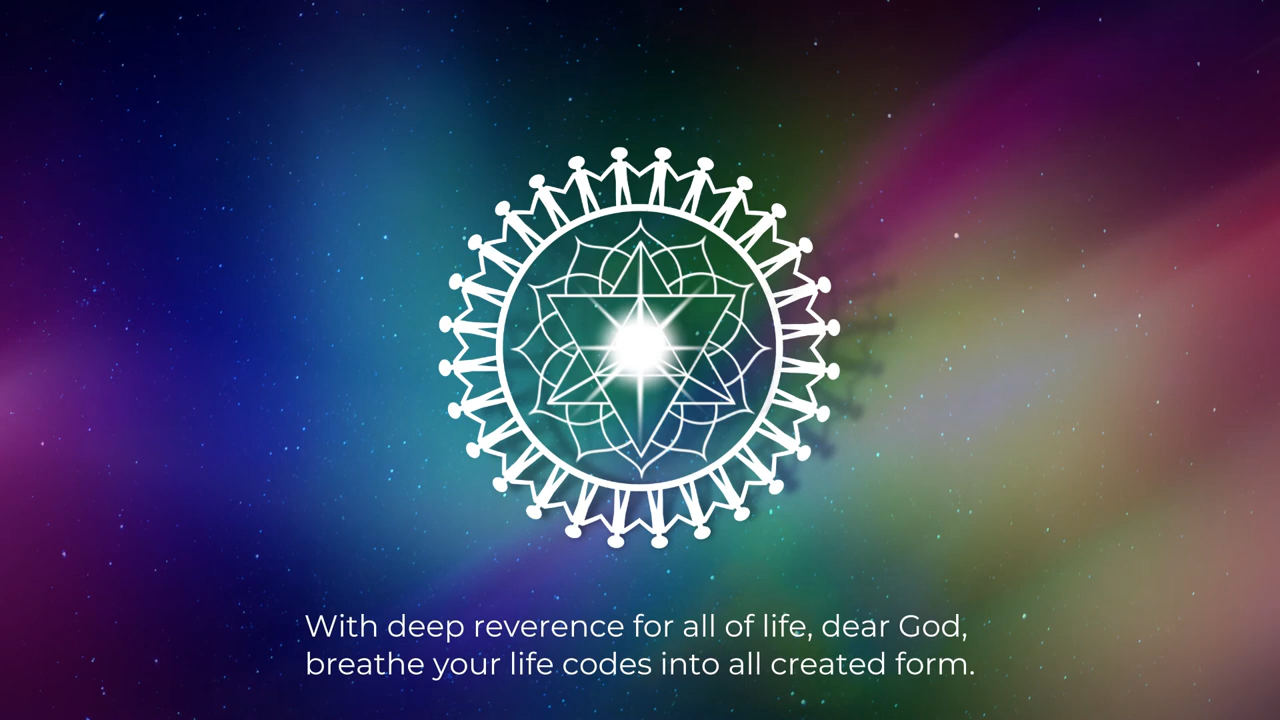 With deep reverence for all of life, dear God,
breathe your life codes into all created form.